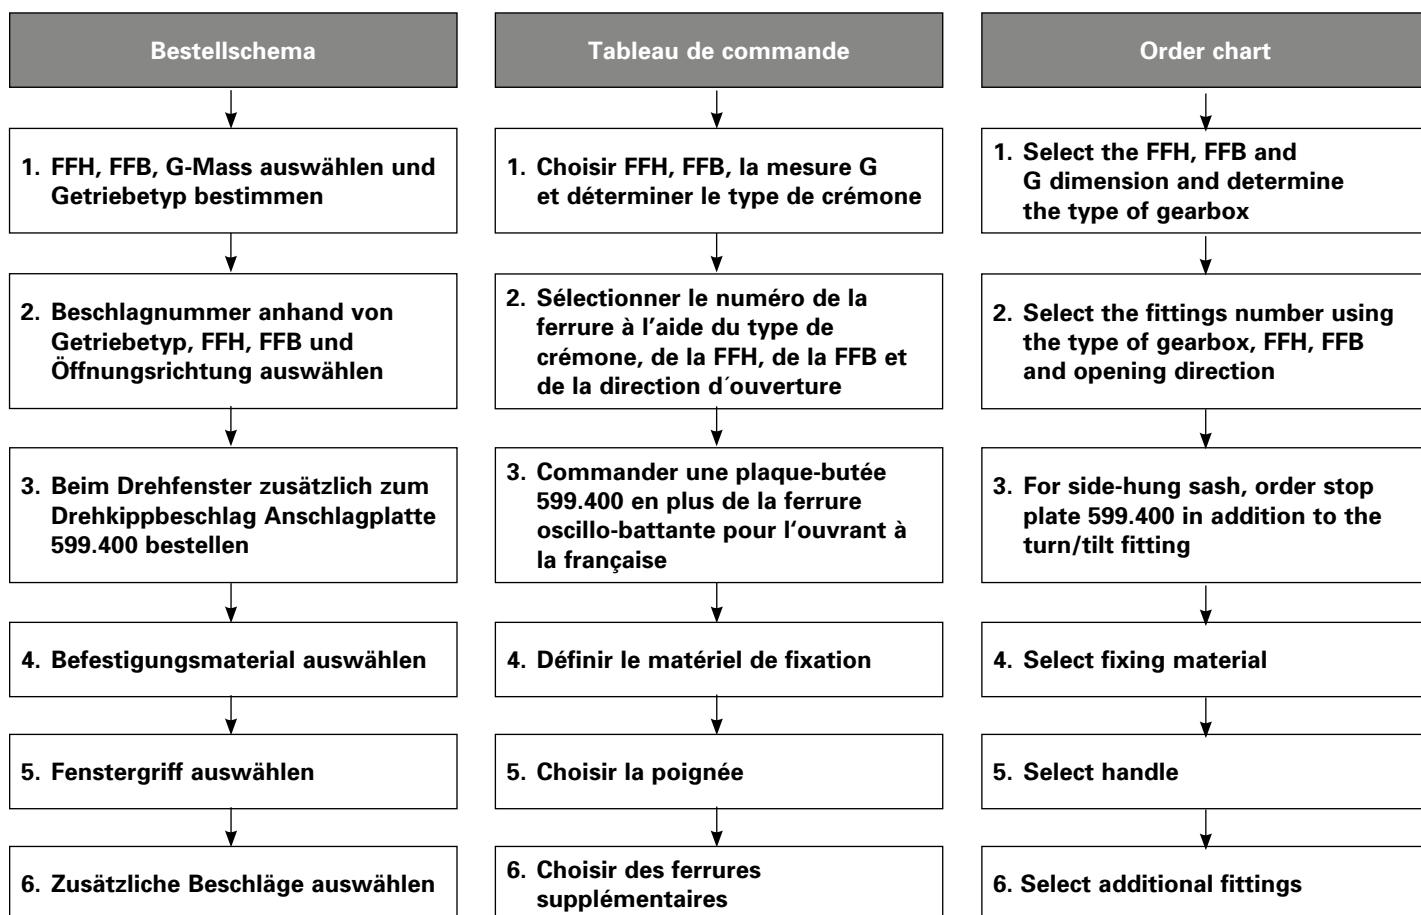 Bestellschema
1. FFH, FFB, G-Mass auswählen und
Getriebetyp bestimmen
2. Beschlagnummer anhand von
Getriebetyp, FFH, FFB und
Öffnungsrichtung auswählen
3. Beim Drehfenster zusätzlich zum
Drehkippbeschlag Anschlagplatte
599.400 bestellen
4. Befestigungsmaterial auswählen
5. Fenstergriff auswählen
6. Zusätzliche Beschläge auswählen
Tableau de commande
1. Choisir FFH, FFB, la mesure G
et déterminer le type de crémone
2. Sélectionner le numéro de la
ferrure à l’aide du type de
crémone, de la FFH, de la FFB et
de la direction d´ouverture
3. Commander une plaque-butée
599.400 en plus de la ferrure
oscillo-battante pour l‘ouvrant à
la française
4. Définir le matériel de fixation
5. Choisir la poignée
6. Choisir des ferrures
supplémentaires
Order chart
1. Select the FFH, FFB and
G dimension and determine
the type of gearbox
2. Select the fittings number using
the type of gearbox, FFH, FFB
and opening direction
3. For side-hung sash, order stop
plate 599.400 in addition to the
turn/tilt fitting
4. Select fixing material
5. Select handle
6. Select additional fittings